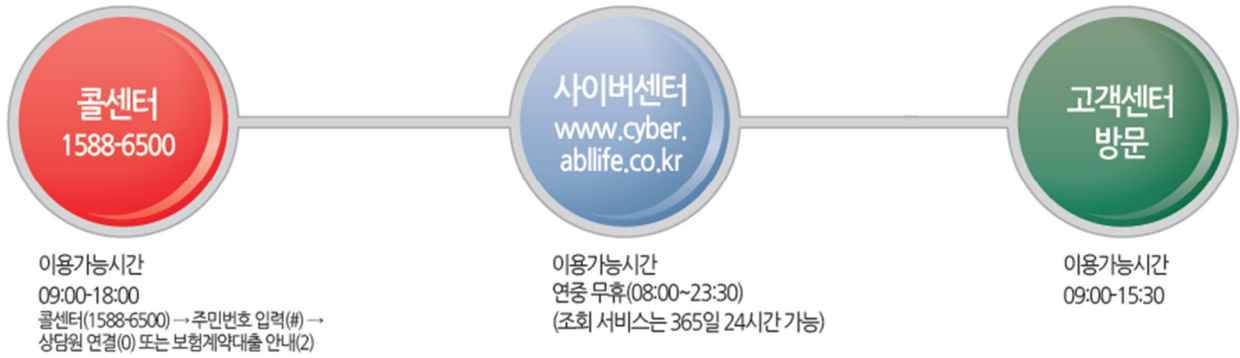 콜센터
1588-6500
사이버센터
www.cyber.
abllife.co.kr
고객센터
방문
이용가능시간
09:00-18:00
콜센터(1588-6500) → 주민번호 입력(#) →
상담원 연결(0) 또는 보험계약대출 안내(2)
이용가능시간
연중 무휴(08:00~23:30)
(조회 서비스는 365일 24시간 가능)
이용가능시간
09:00-15:30